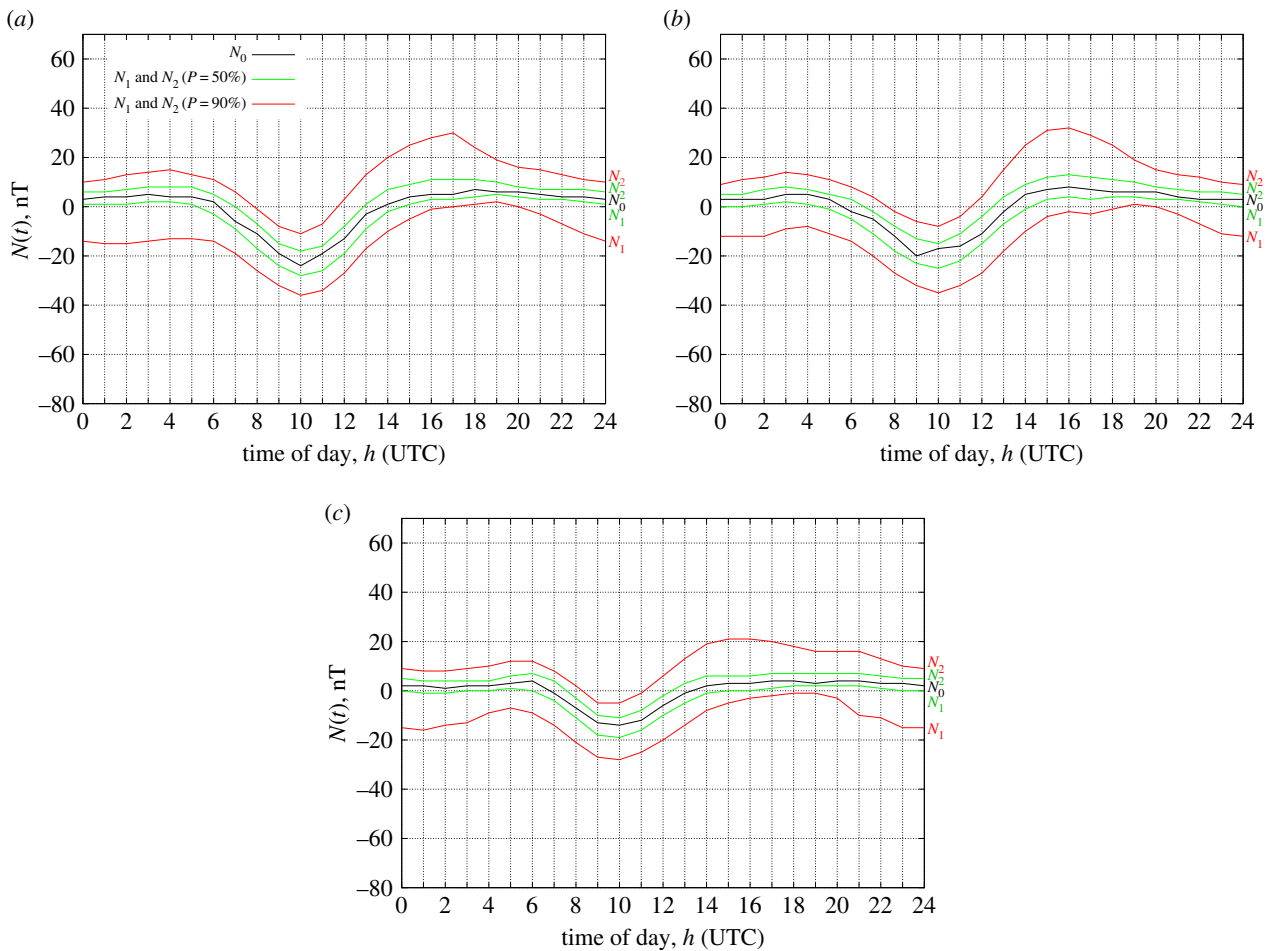 (a)
60
40
20
0
–20
–40
–60
–80
N(t), nT
N0
N1 and N2 (P = 50%)
N1 and N2 (P = 90%)
N2
N2
N0
N1
N1
0 2 4 6 8 10 12 14 16 18 20 22 24
time of day, h (UTC)
(b)
60
40
20
0
–20
–40
–60
–80
N2
N2
N0
N1
N1
0 2 4 6 8 10 12 14 16 18 20 22 24
time of day, h (UTC)
(c)
60
40
20
0
–20
–40
–60
–80
N(t), nT
N2
N2
N0
N1
N1
0 2 4 6 8 10 12 14 16 18 20 22 24
time of day, h (UTC)